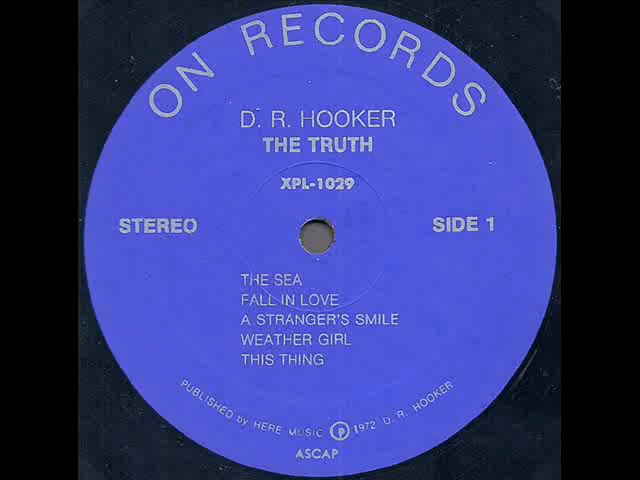 ON RECORDS
D. R. HOOKER
THE TRUTH
XPL-1029
STEREO
SIDE 1
THE SEA
FALL IN LOVE
A STRANGER'S SMILE
WEATHER GIRL
THIS THING
PUBLISHED by HERE MUSIC ℗ 1972 D. R. HOOKER
ASCAP